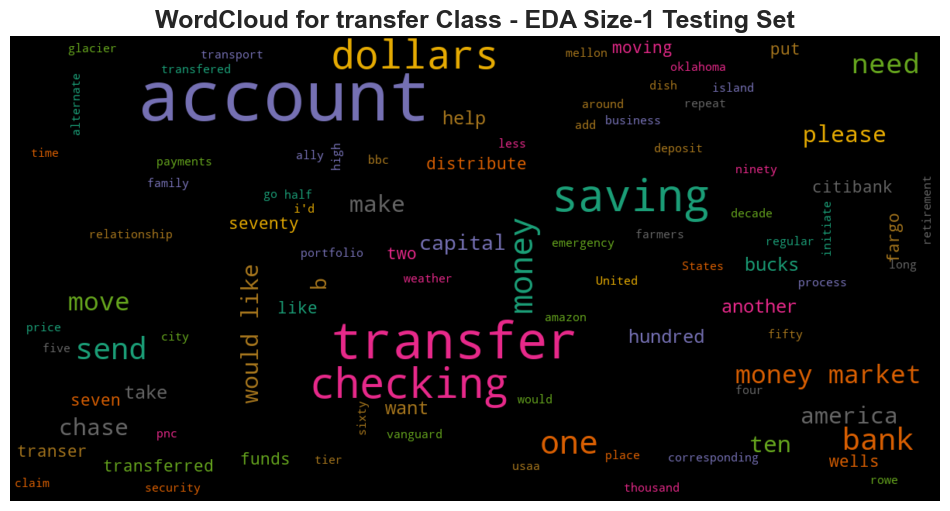 WordCloud for transfer Class - EDA Size-1 Testing Set
glacier
transport
dollars
mellon
moving
put
need
transfered
oklahoma
alternate
account
dish
island
around
repeat
help
add
business
please
time
payments
ally
high
bbc
less
distribute
deposit
ninety
family
go half
i'd
make
saving
decade
citibank
retirement
seventy
relationship
portfolio
two
capital
money
emergency
farmers
regular
initiate
fargo
weather
United
States
bucks
long
process
move
would like
b
like
amazon
another
price
five
send
city
transfer
hundred
fifty
checking
money market
four
seven
take
want
would
america
chase
pnc
sixty
vanguard
one
ten
bank
transer
transferred
funds
tier
usaa
place
corresponding
wells
claim
security
thousand
rowe